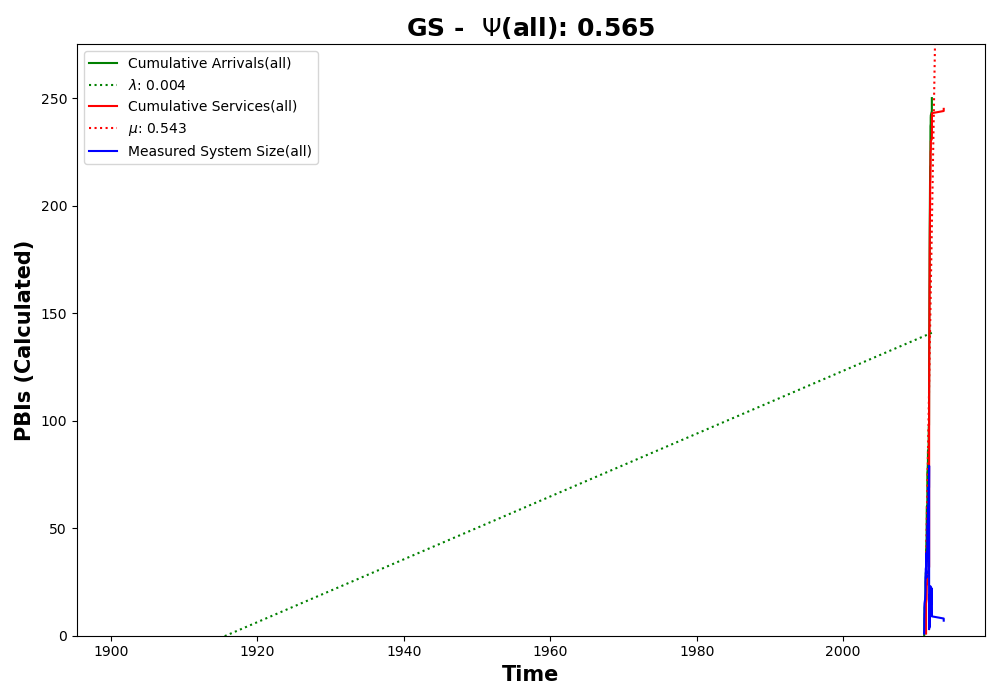 GS -  Ψ(all): 0.565
Cumulative Arrivals(all)
λ: 0.004
Cumulative Services(all)
μ: 0.543
Measured System Size(all)
PBIs (Calculated)
250
200
150
100
50
0
1900 1920 1940 1960 1980 2000
Time